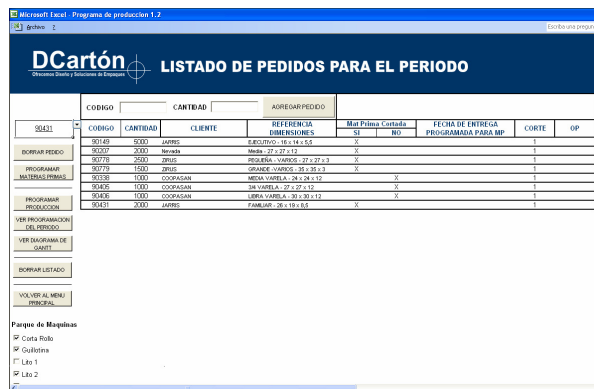 Microsoft Excel - Programa de produccion 1.2
Archivo ?
Escriba una pregun
DCartón
Ofrecemos Diseño y Soluciones de Empaques
LISTADO DE PEDIDOS PARA EL PERIODO
CODIGO CANTIDAD AGREGAR PEDIDO
90431
CODIGO CANTIDAD CLIENTE REFERENCIA DIMENSIONES Mat Prima Cortada SI NO FECHA DE ENTREGA PROGRAMADA PARA MP CORTE OP
90149 5000 JARRIS EJECUTIVO - 16 x 14 x 5,5 X 1
90207 2000 Nevada Media - 27 x 27 x 12 X 1
90778 2500 ZIRUS PEQUEÑA - VARIOS - 27 x 27 x 3 X 1
90779 1500 ZIRUS GRANDE -VARIOS - 35 x 35 x 3 X 1
90338 1000 COOPASAN MEDIA VARELA - 24 x 24 x 12 X 1
90405 1000 COOPASAN 3/4 VARELA - 27 x 27 x 12 X 1
90406 1000 COOPASAN LIBRA VARELA - 30 x 30 x 12 X 1
90431 2000 JARRIS FAMILIAR - 26 x 19 x 8,5 X 1
BORRAR PEDIDO
PROGRAMAR
MATERIAS PRIMAS
PROGRAMAR
PRODUCCION
VER PROGRAMACION
DEL PERIODO
VER DIAGRAMA DE
GANTT
BORRAR LISTADO
VOLVER AL MENU
PRINCIPAL
Parque de Maquinas
Corta Rollo
Guillotina
Lito 1
Lito 2